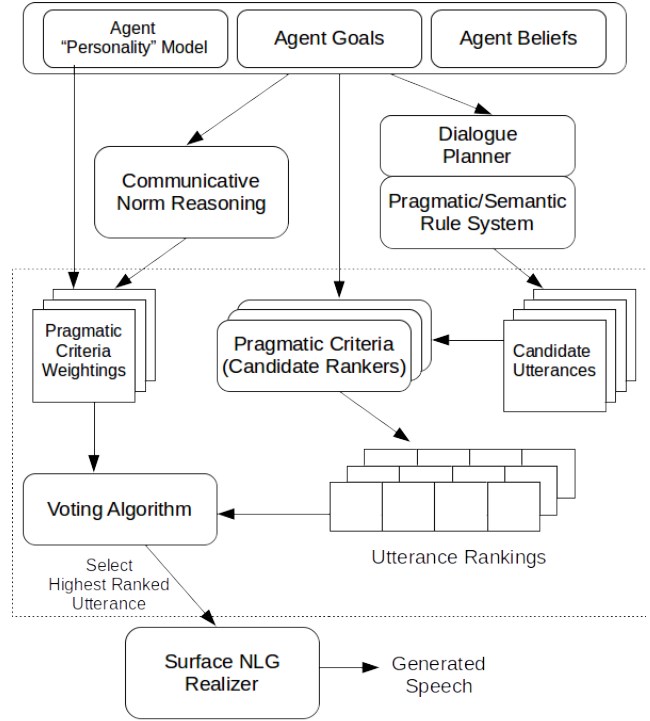 Agent
“Personality” Model
Agent Goals
Agent Beliefs
Dialogue
Planner
Communicative
Norm Reasoning
Pragmatic/Semantic
Rule System
Pragmatic
Criteria
Weightings
Pragmatic Criteria
(Candidate Rankers)
Candidate
Utterances
Voting Algorithm
Utterance Rankings
Select
Highest Ranked
Utterance
Surface NLG
Realizer
Generated
Speech